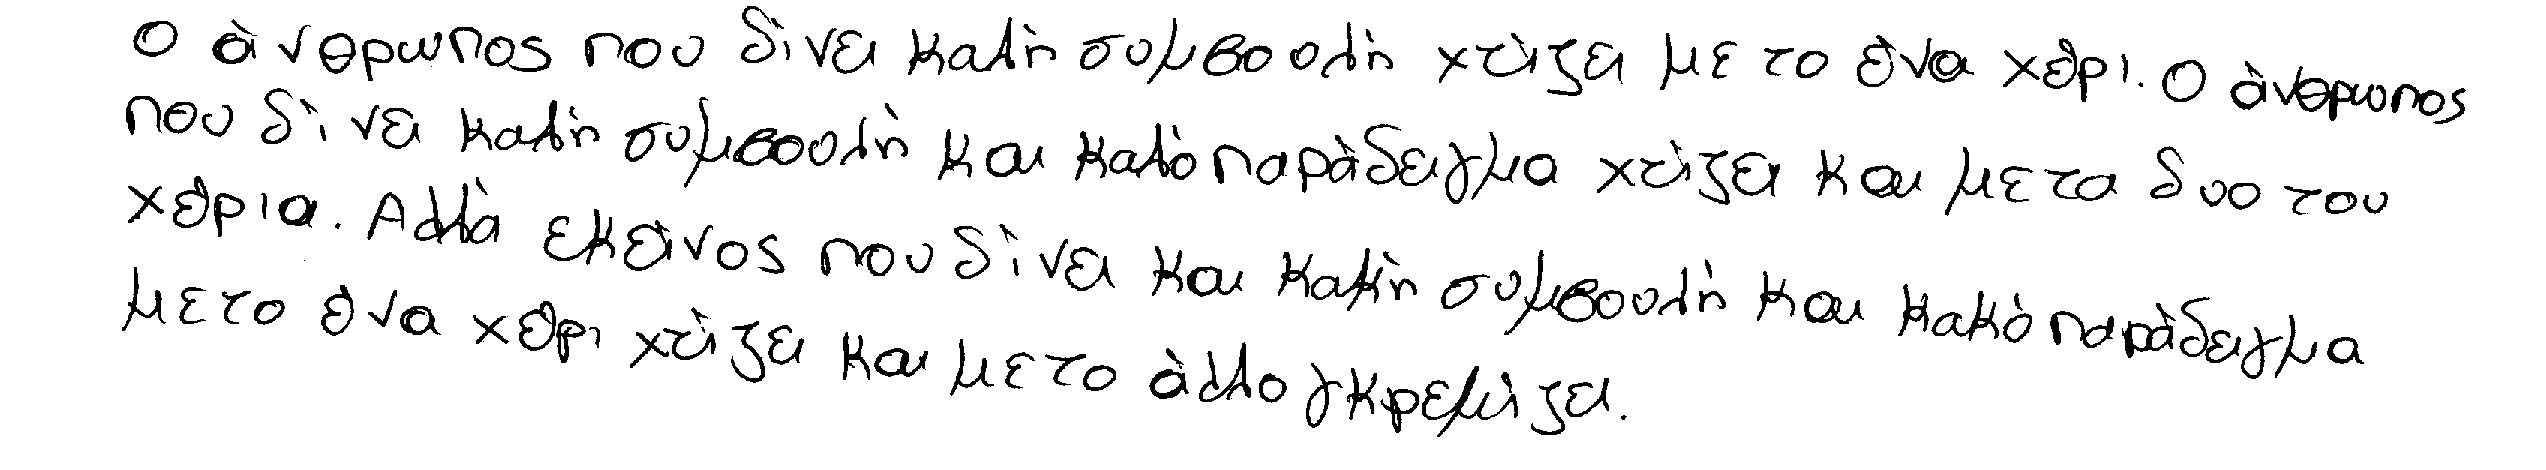 Ο άνθρωπος που δίνει καλή συμβουλή χτίζει με το ένα χέρι. Ο άνθρωπος
που δίνει καλή συμβουλή και καλό παράδειγμα χτίζει και με τα δυο του
χέρια. Αλλά εκείνος που δίνει και κακή συμβουλή και κακό παράδειγμα
με το ένα χέρι χτίζει και με το άλλο γκρεμίζει.